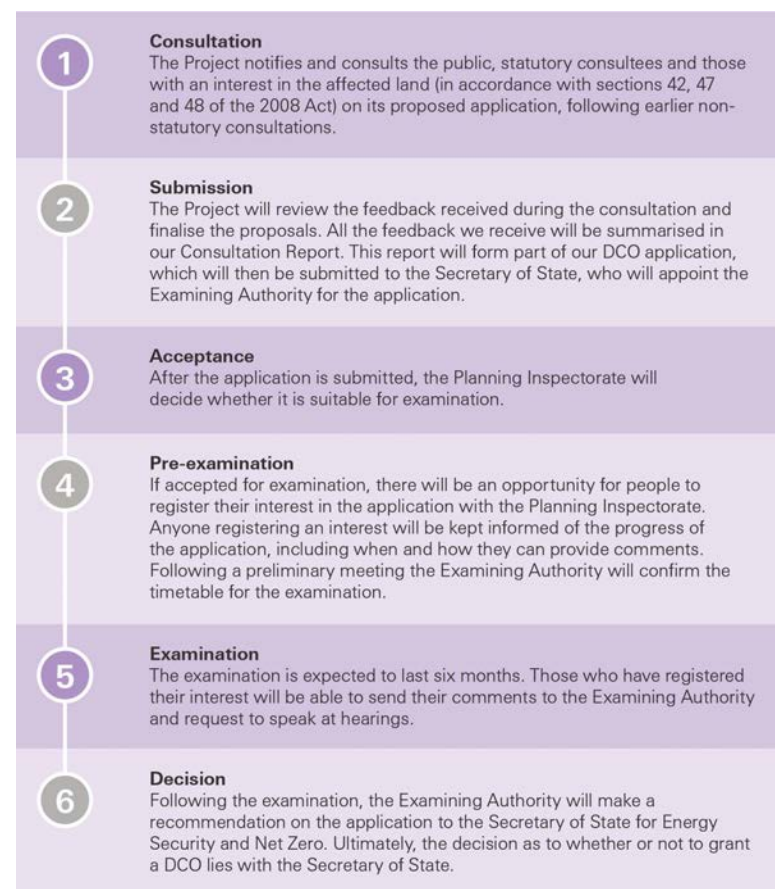 1
Consultation
The Project notifies and consults the public, statutory consultees and those
with an interest in the affected land (in accordance with sections 42, 47
and 48 of the 2008 Act) on its proposed application, following earlier non-
statutory consultations.
2
Submission
The Project will review the feedback received during the consultation and
finalise the proposals. All the feedback we receive will be summarised in
our Consultation Report. This report will form part of our DCO application,
which will then be submitted to the Secretary of State, who will appoint the
Examining Authority for the application.
3
Acceptance
After the application is submitted, the Planning Inspectorate will
decide whether it is suitable for examination.
4
Pre-examination
If accepted for examination, there will be an opportunity for people to
register their interest in the application with the Planning Inspectorate.
Anyone registering an interest will be kept informed of the progress of
the application, including when and how they can provide comments.
Following a preliminary meeting the Examining Authority will confirm the
timetable for the examination.
5
Examination
The examination is expected to last six months. Those who have registered
their interest will be able to send their comments to the Examining Authority
and request to speak at hearings.
6
Decision
Following the examination, the Examining Authority will make a
recommendation on the application to the Secretary of State for Energy
Security and Net Zero. Ultimately, the decision as to whether or not to grant
a DCO lies with the Secretary of State.